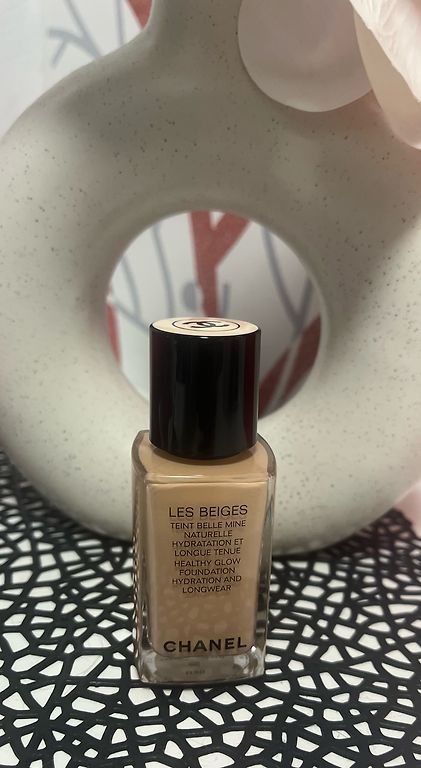 LES BEIGES
TEINT BELLE MINE
NATURELLE
HYDRATATION ET
LONGUE TENUE
HEALTHY GLOW
FOUNDATION
HYDRATION AND
LONGWEAR
CHANEL